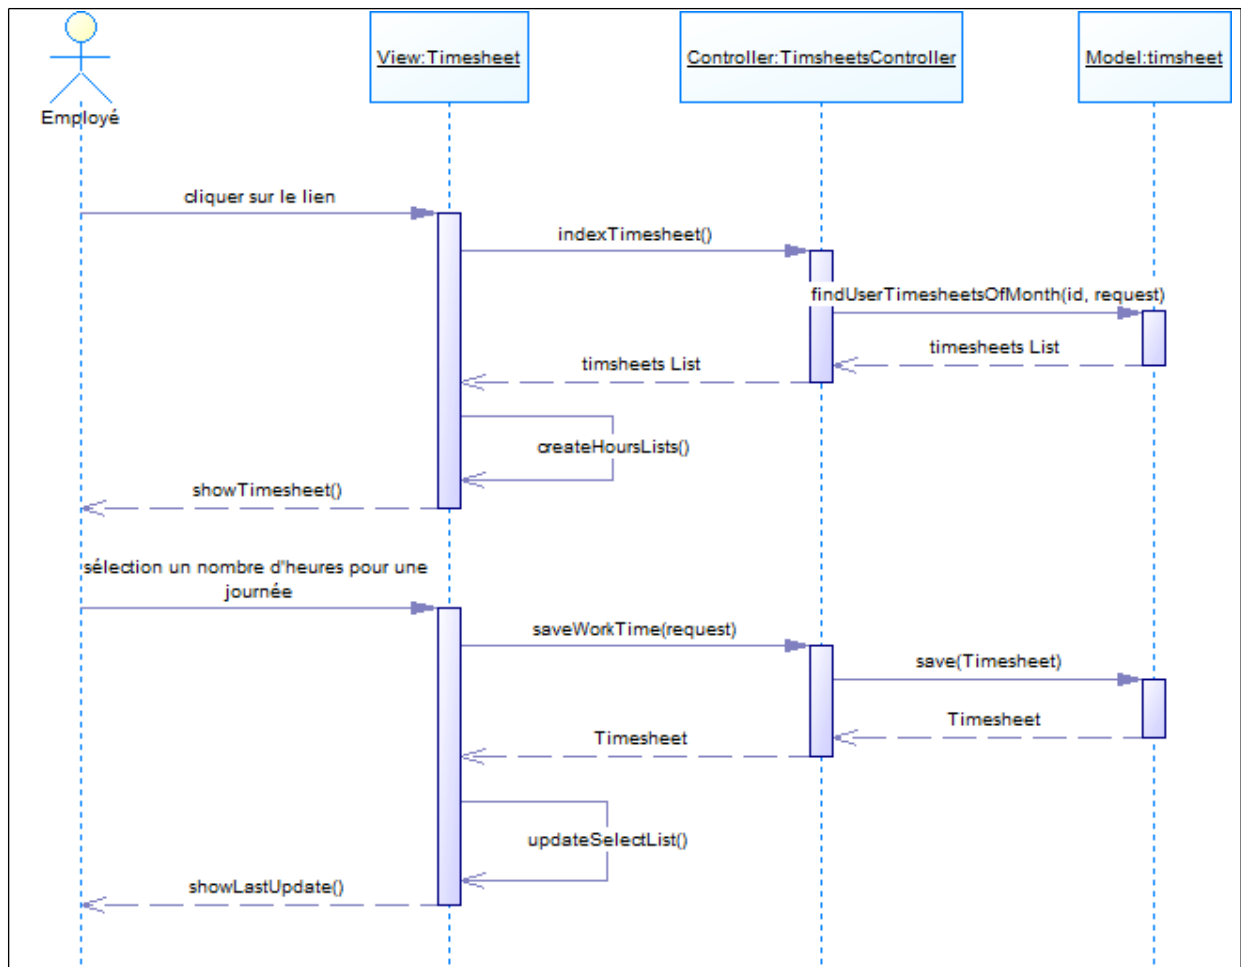 View:Timesheet
Controller:TimsheetsController
Model:timsheet
Employé
cliquer sur le lien
indexTimesheet()
findUserTimesheetsOfMonth(id, request)
timesheets List
timsheets List
createHoursLists()
showTimesheet()
sélection un nombre d'heures pour une
journée
saveWorkTime(request)
save(Timesheet)
Timesheet
Timesheet
updateSelectList()
showLastUpdate()